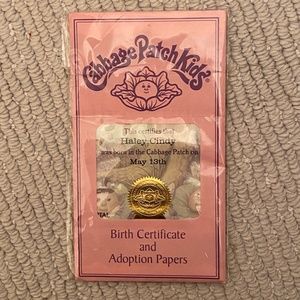 Cabbage Patch Kids
This certifies that
Haley Cindy
was born in the Cabbage Patch on
May 13th
Birth Certificate
and
Adoption Papers